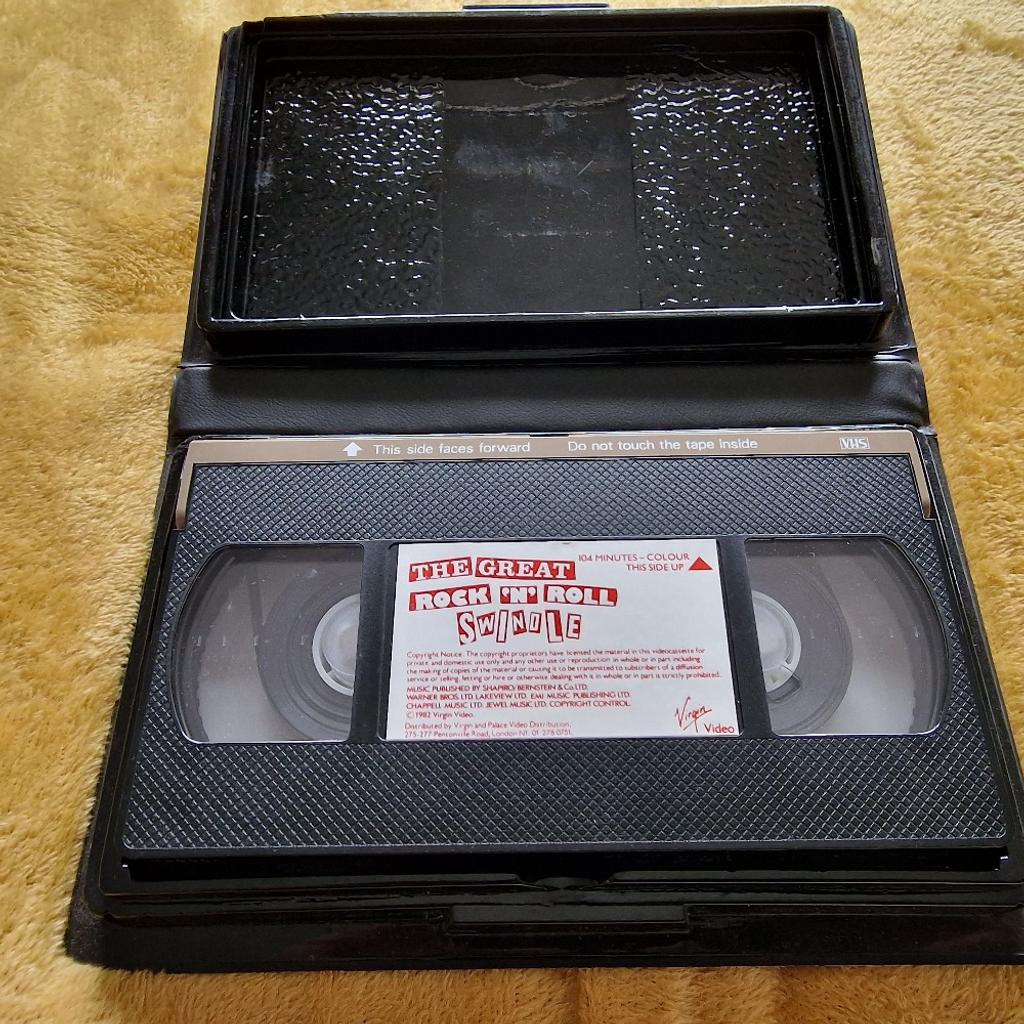 This side faces forward Do not touch the tape inside VHS
THE GREAT
ROCK 'N' ROLL
SWINDLE
104 MINUTES – COLOUR
THIS SIDE UP
Copyright Notice: The copyright proprietors have licensed the material in this videocassette for
private and domestic use only and any other use or reproduction in whole or in part including
the making of copies of the material or causing it to be transmitted to subscribers of a diffusion
service or selling, letting or hire or otherwise dealing with it in whole or in part is strictly prohibited.
MUSIC PUBLISHED BY SHAPIRO/BERNSTEIN & Co LTD.
WARNER BROS. LTD. LAKEVIEW LTD. EMI MUSIC PUBLISHING LTD.
CHAPPELL MUSIC LTD. JEWEL MUSIC LTD. COPYRIGHT CONTROL.
© 1982 Virgin Video.
Distributed by Virgin and Palace Video Distribution,
275-277 Pentonville Road, London N1. 01-278 0751.
Virgin
Video